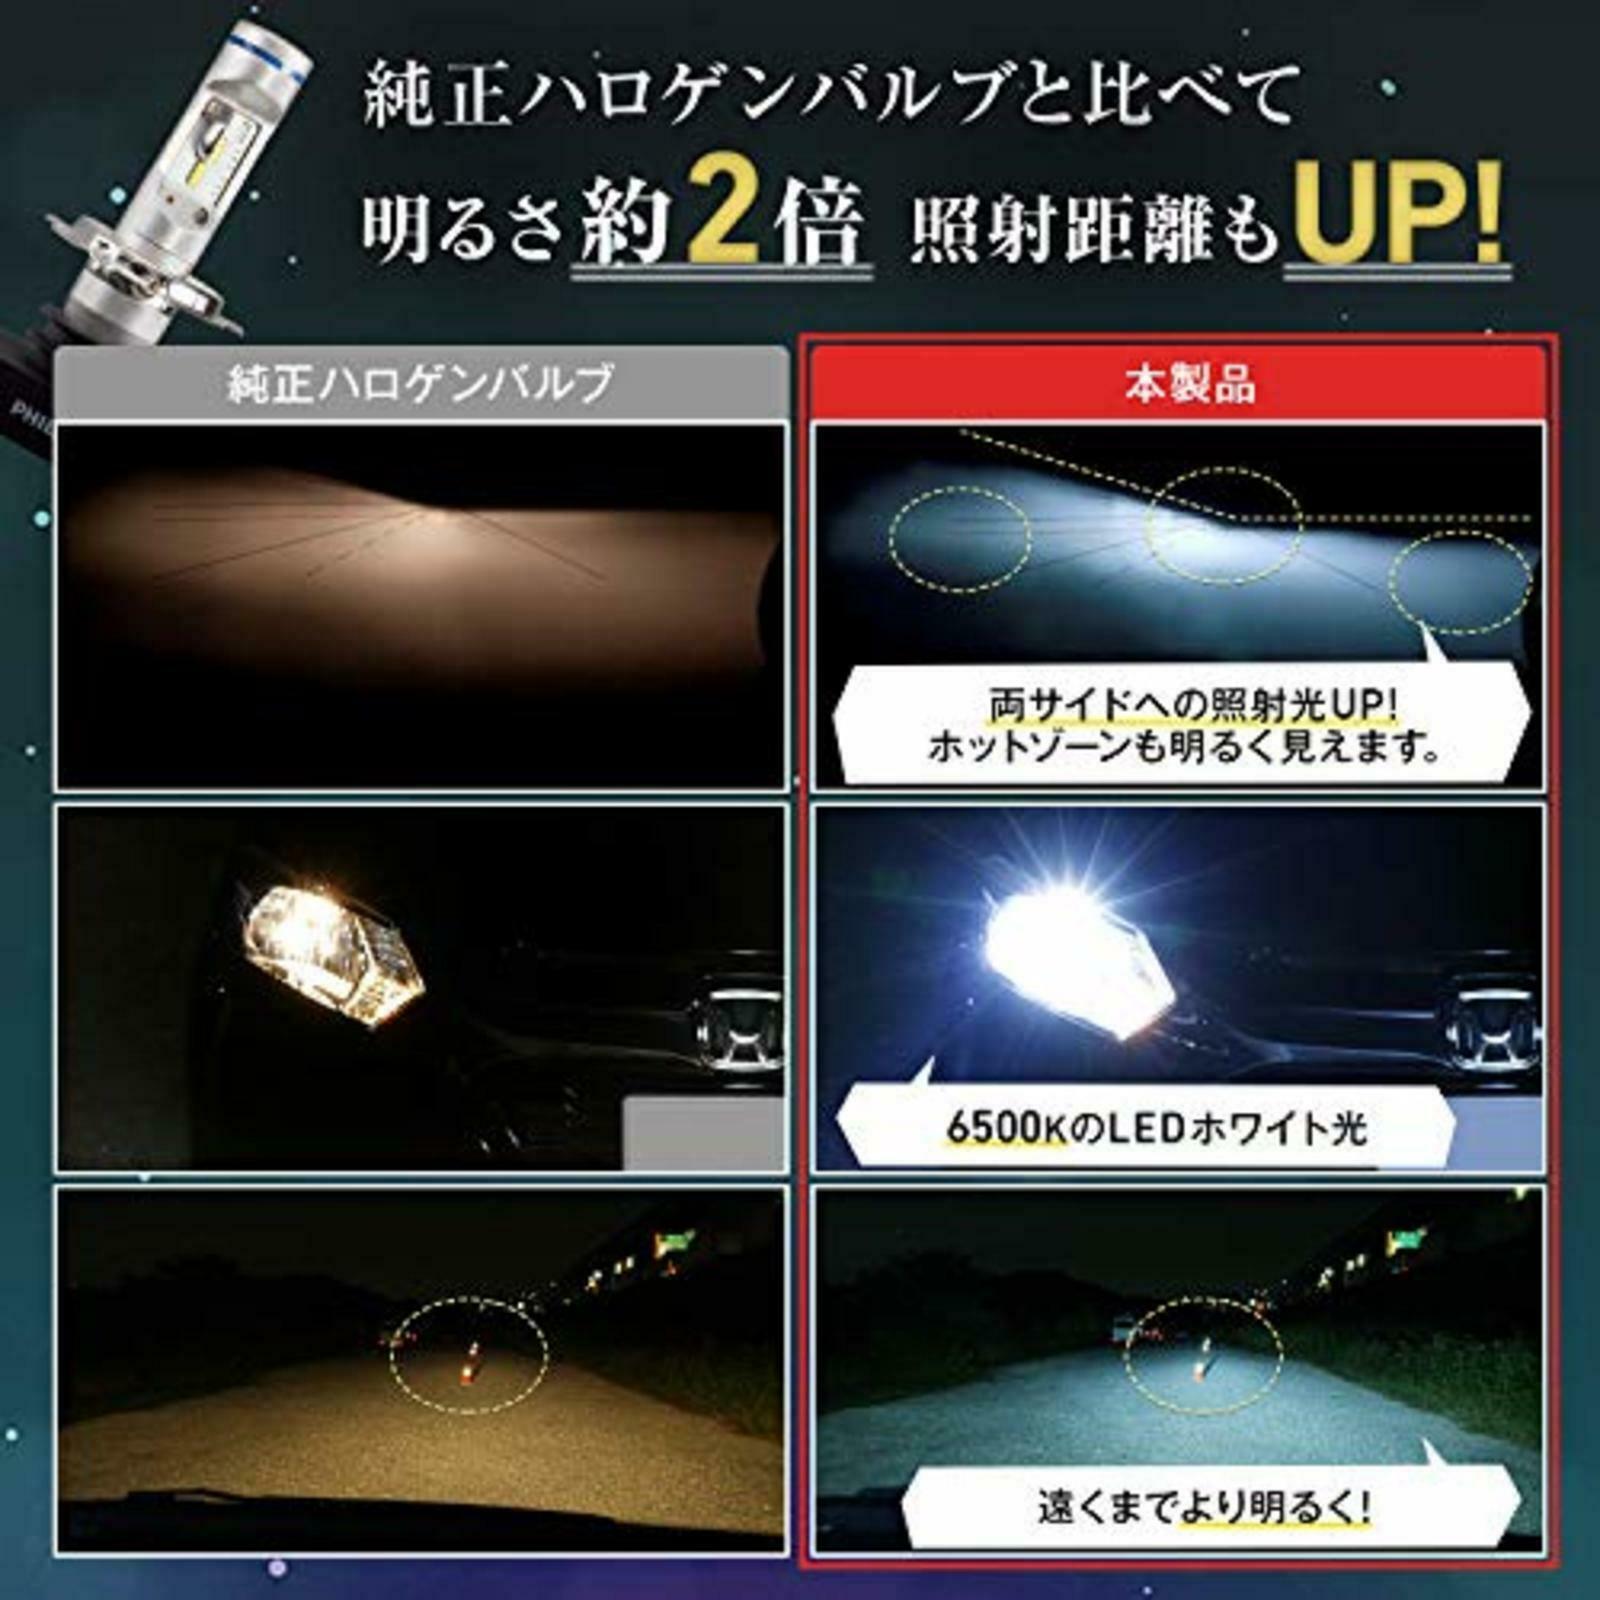 純正ハロゲンバルブと比べて
明るさ約2倍 照射距離もUP!
純正ハロゲンバルブ
本製品
PHIL
両サイドへの照射光UP!
ホットゾーンも明るく見えます。
6500KのLEDホワイト光
遠くまでより明るく!